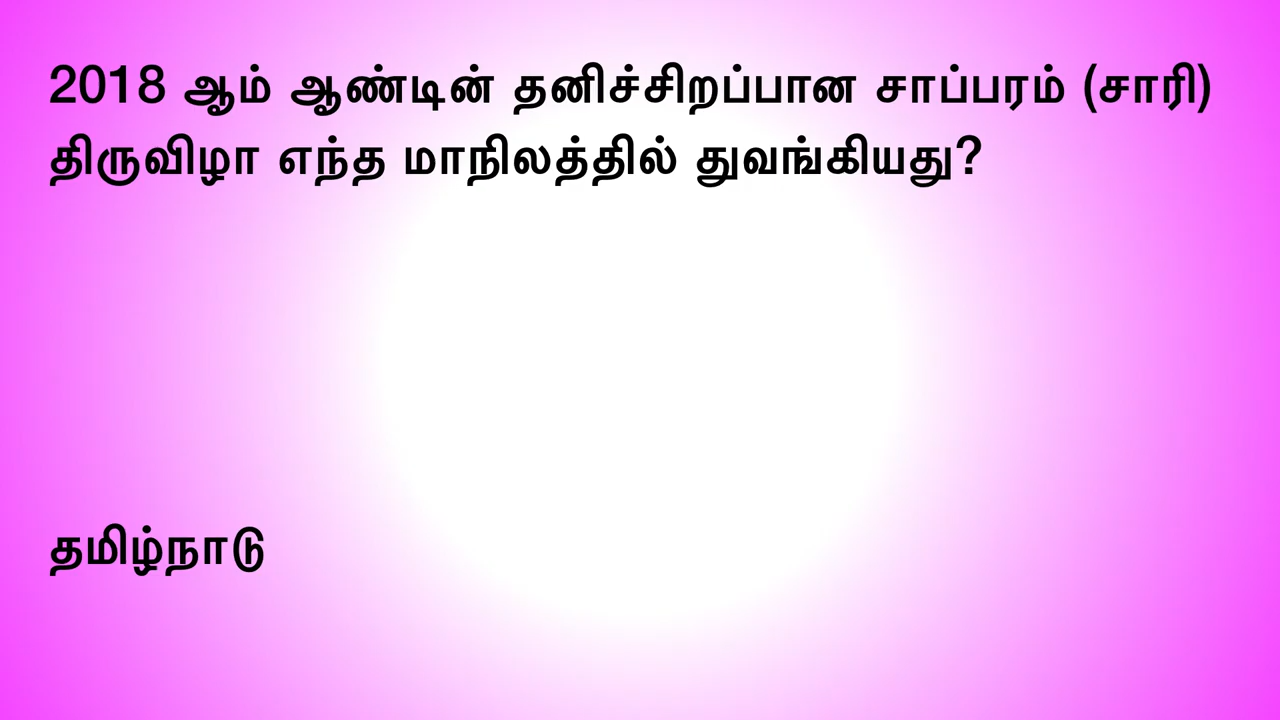 2018 ஆம் ஆண்டின் தனிச்சிறப்பான சாப்பரம் (சாரி)
திருவிழா எந்த மாநிலத்தில் துவங்கியது?
தமிழ்நாடு